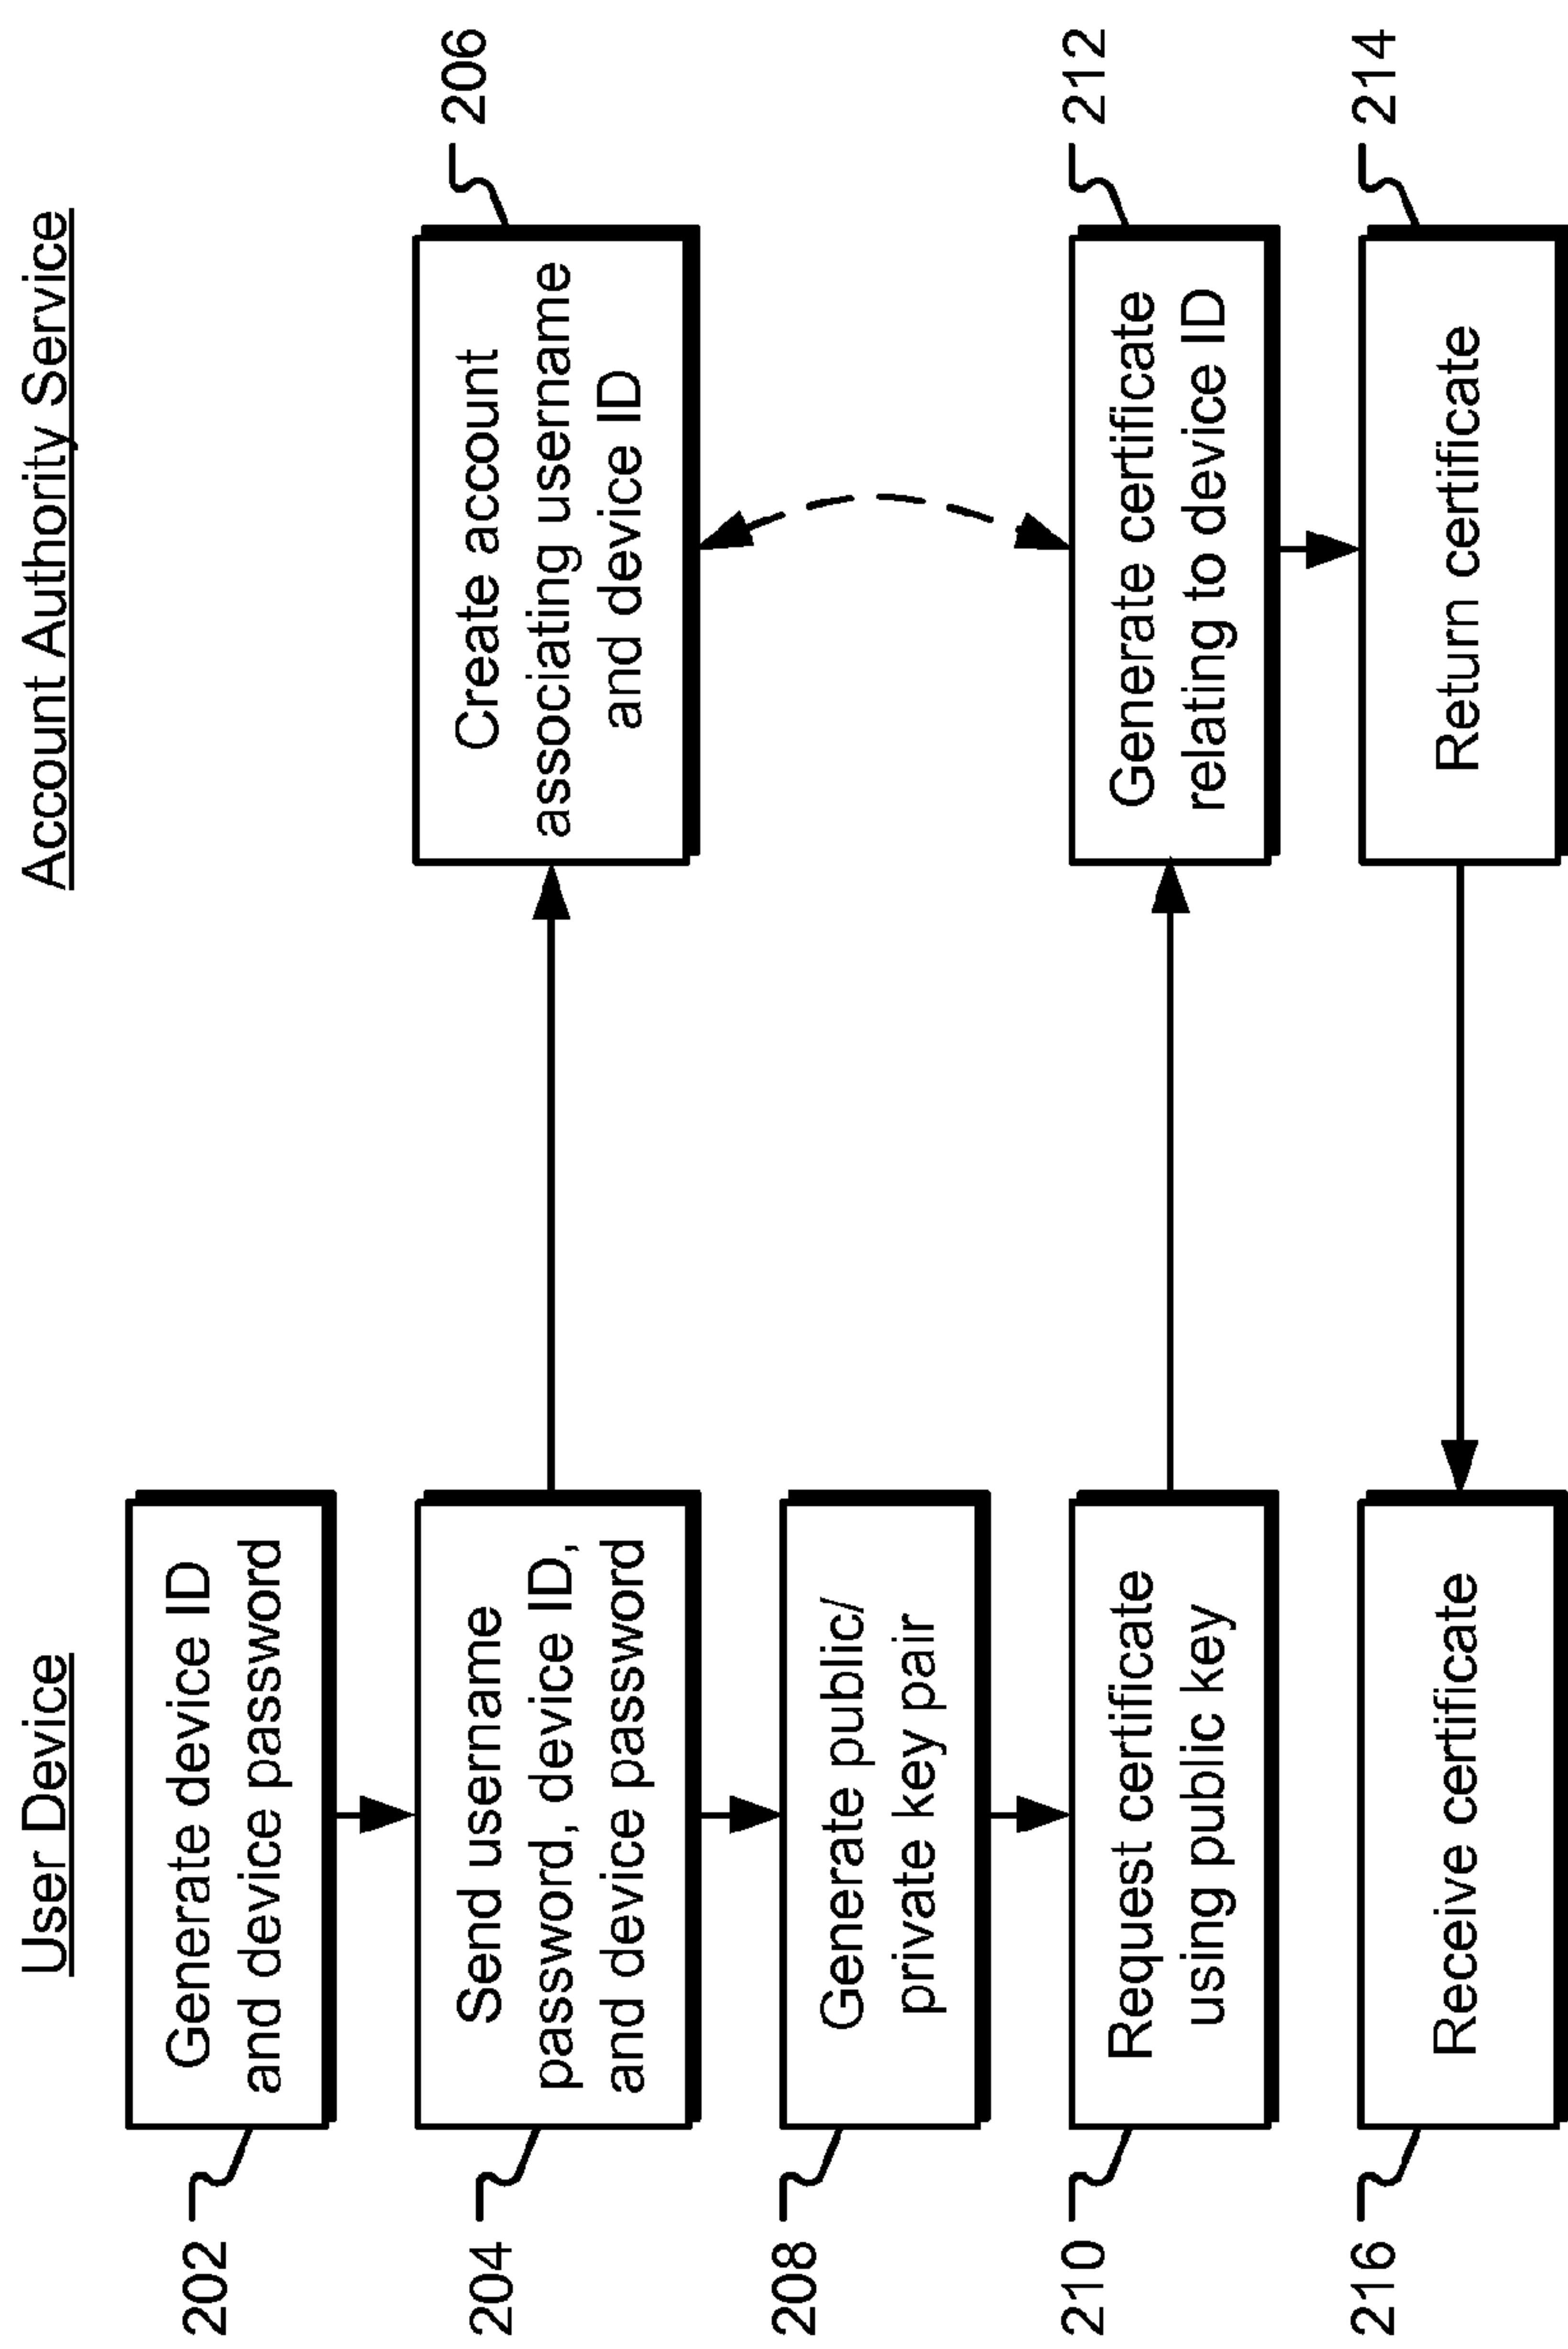 User Device
Account Authority Service
202
Generate device ID
and device password
204
Send username
password, device ID,
and device password
Create account
associating username
and device ID
206
208
Generate public/
private key pair
210
Request certificate
using public key
Generate certificate
relating to device ID
212
216
Receive certificate
Return certificate
214